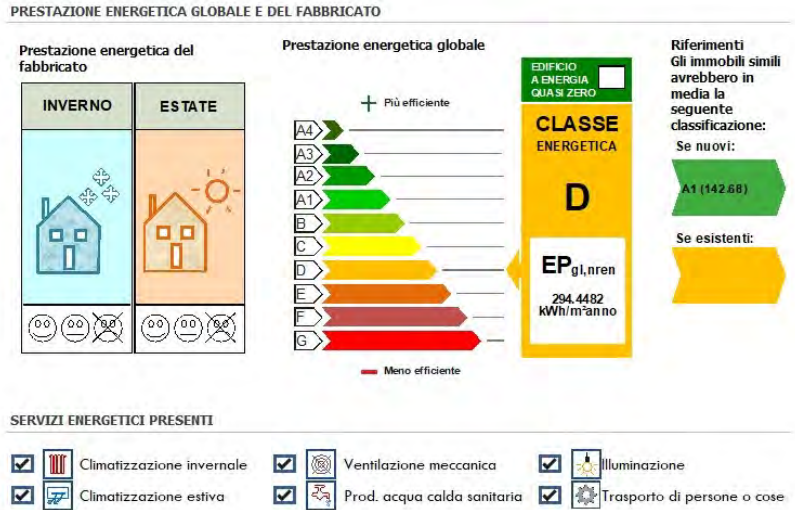 PRESTAZIONE ENERGETICA GLOBALE E DEL FABBRICATO
Prestazione energetica del
fabbricato
INVERNO
ESTATE
Prestazione energetica globale
Più efficiente
A4
A3
A2
A1
B
C
D
E
F
G
Meno efficiente
EDIFICIO
A ENERGIA
QUASI ZERO
CLASSE
ENERGETICA
D
EPgl,nren
294.4482
kWh/m²anno
Riferimenti
Gli immobili simili
avrebbero in
media la
seguente
classificazione:
Se nuovi:
A1 (142.68)
Se esistenti:
SERVIZI ENERGETICI PRESENTI
Climatizzazione invernale
Ventilazione meccanica
Illuminazione
Climatizzazione estiva
Prod. acqua calda sanitaria
Trasporto di persone o cose